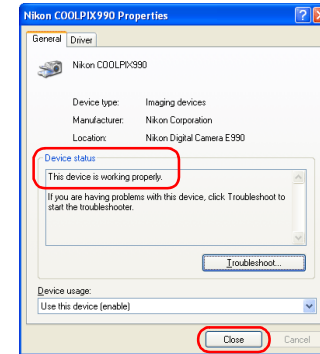 Nikon COOLPIX990 Properties
General Driver
Nikon COOLPIX990
Device type: Imaging devices
Manufacturer: Nikon Corporation
Location: Nikon Digital Camera E990
Device status
This device is working properly.
If you are having problems with this device, click Troubleshoot to
start the troubleshooter.
Troubleshoot...
Device usage:
Use this device (enable)
Close Cancel